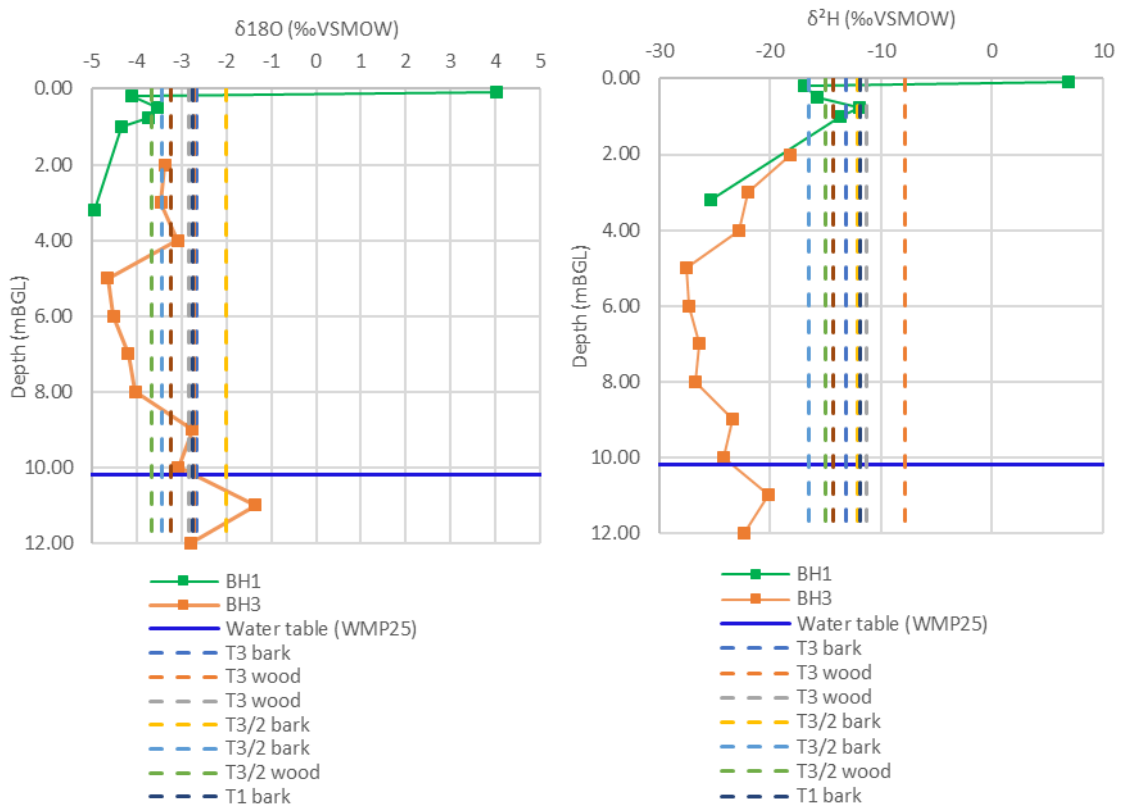 δ18O (‰VSMOW)
-5 -4 -3 -2 -1 0 1 2 3 4 5
0.00
2.00
4.00
6.00
8.00
10.00
12.00
Depth (mBGL)
BH1
BH3
Water table (WMP25)
T3 bark
T3 wood
T3 wood
T3/2 bark
T3/2 bark
T3/2 wood
T1 bark
δ²H (‰VSMOW)
-30 -20 -10 0 10
0.00
2.00
4.00
6.00
8.00
10.00
12.00
Depth (mBGL)
BH1
BH3
Water table (WMP25)
T3 bark
T3 wood
T3 wood
T3/2 bark
T3/2 bark
T3/2 wood
T1 bark